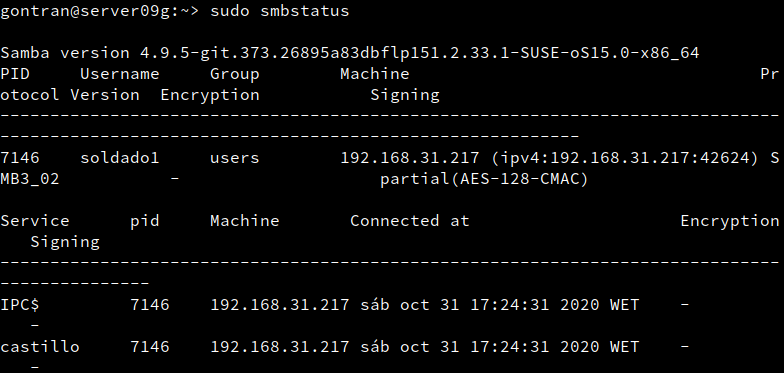 gontran@server09g:~> sudo smbstatus
Samba version 4.9.5-git.373.26895a83dbflp151.2.33.1-SUSE-oS15.0-x86_64
PID     Username     Group        Machine                                   Pr
otocol Version  Encryption           Signing
------------------------------------------------------------------------------
----------------------------------------------------------
7146    soldado1     users        192.168.31.217 (ipv4:192.168.31.217:42624) S
MB3_02           -                    partial(AES-128-CMAC)
Service      pid     Machine       Connected at                     Encryption
   Signing
------------------------------------------------------------------------------
---------------
IPC$         7146    192.168.31.217 sáb oct 31 17:24:31 2020 WET    -
   -
castillo     7146    192.168.31.217 sáb oct 31 17:24:31 2020 WET    -
   -